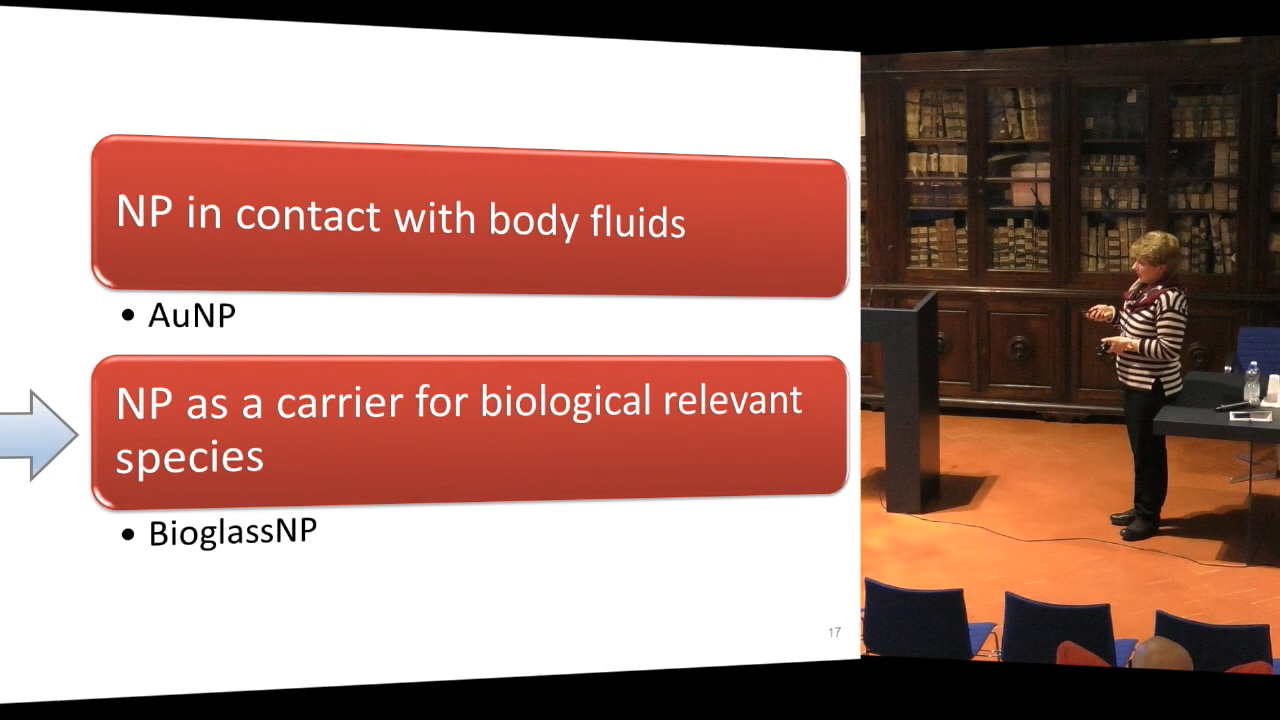 NP in contact with body fluids
• AuNP
NP as a carrier for biological relevant
species
• BioglassNP
17